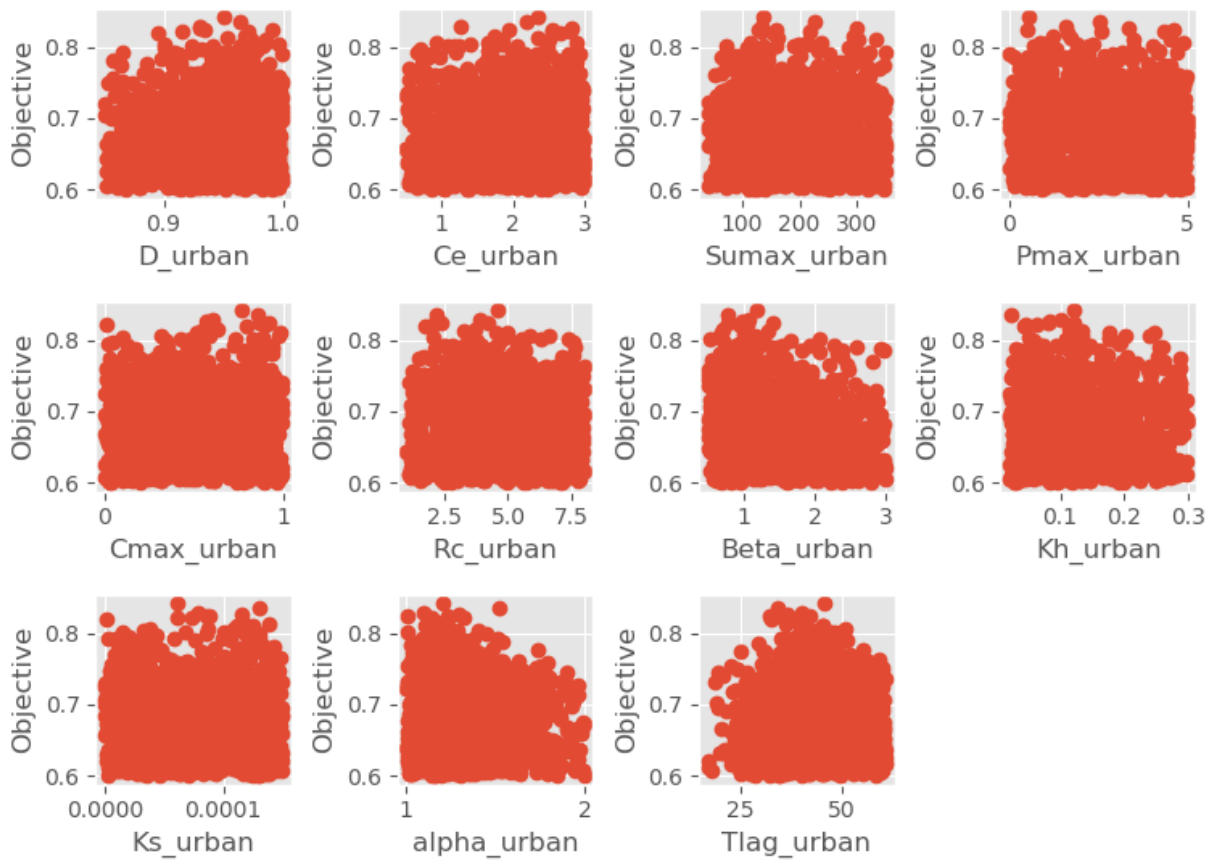 Objective
0.8
0.7
0.6
0.9 1.0
D_urban
Objective
0.8
0.7
0.6
1 2 3
Ce_urban
Objective
0.8
0.7
0.6
100 200 300
Sumax_urban
Objective
0.8
0.7
0.6
0 5
Pmax_urban
Objective
0.8
0.7
0.6
0 1
Cmax_urban
Objective
0.8
0.7
0.6
2.5 5.0 7.5
Rc_urban
Objective
0.8
0.7
0.6
1 2 3
Beta_urban
Objective
0.8
0.7
0.6
0.1 0.2 0.3
Kh_urban
Objective
0.8
0.7
0.6
0.0000 0.0001
Ks_urban
Objective
0.8
0.7
0.6
1 2
alpha_urban
Objective
0.8
0.7
0.6
25 50
Tlag_urban